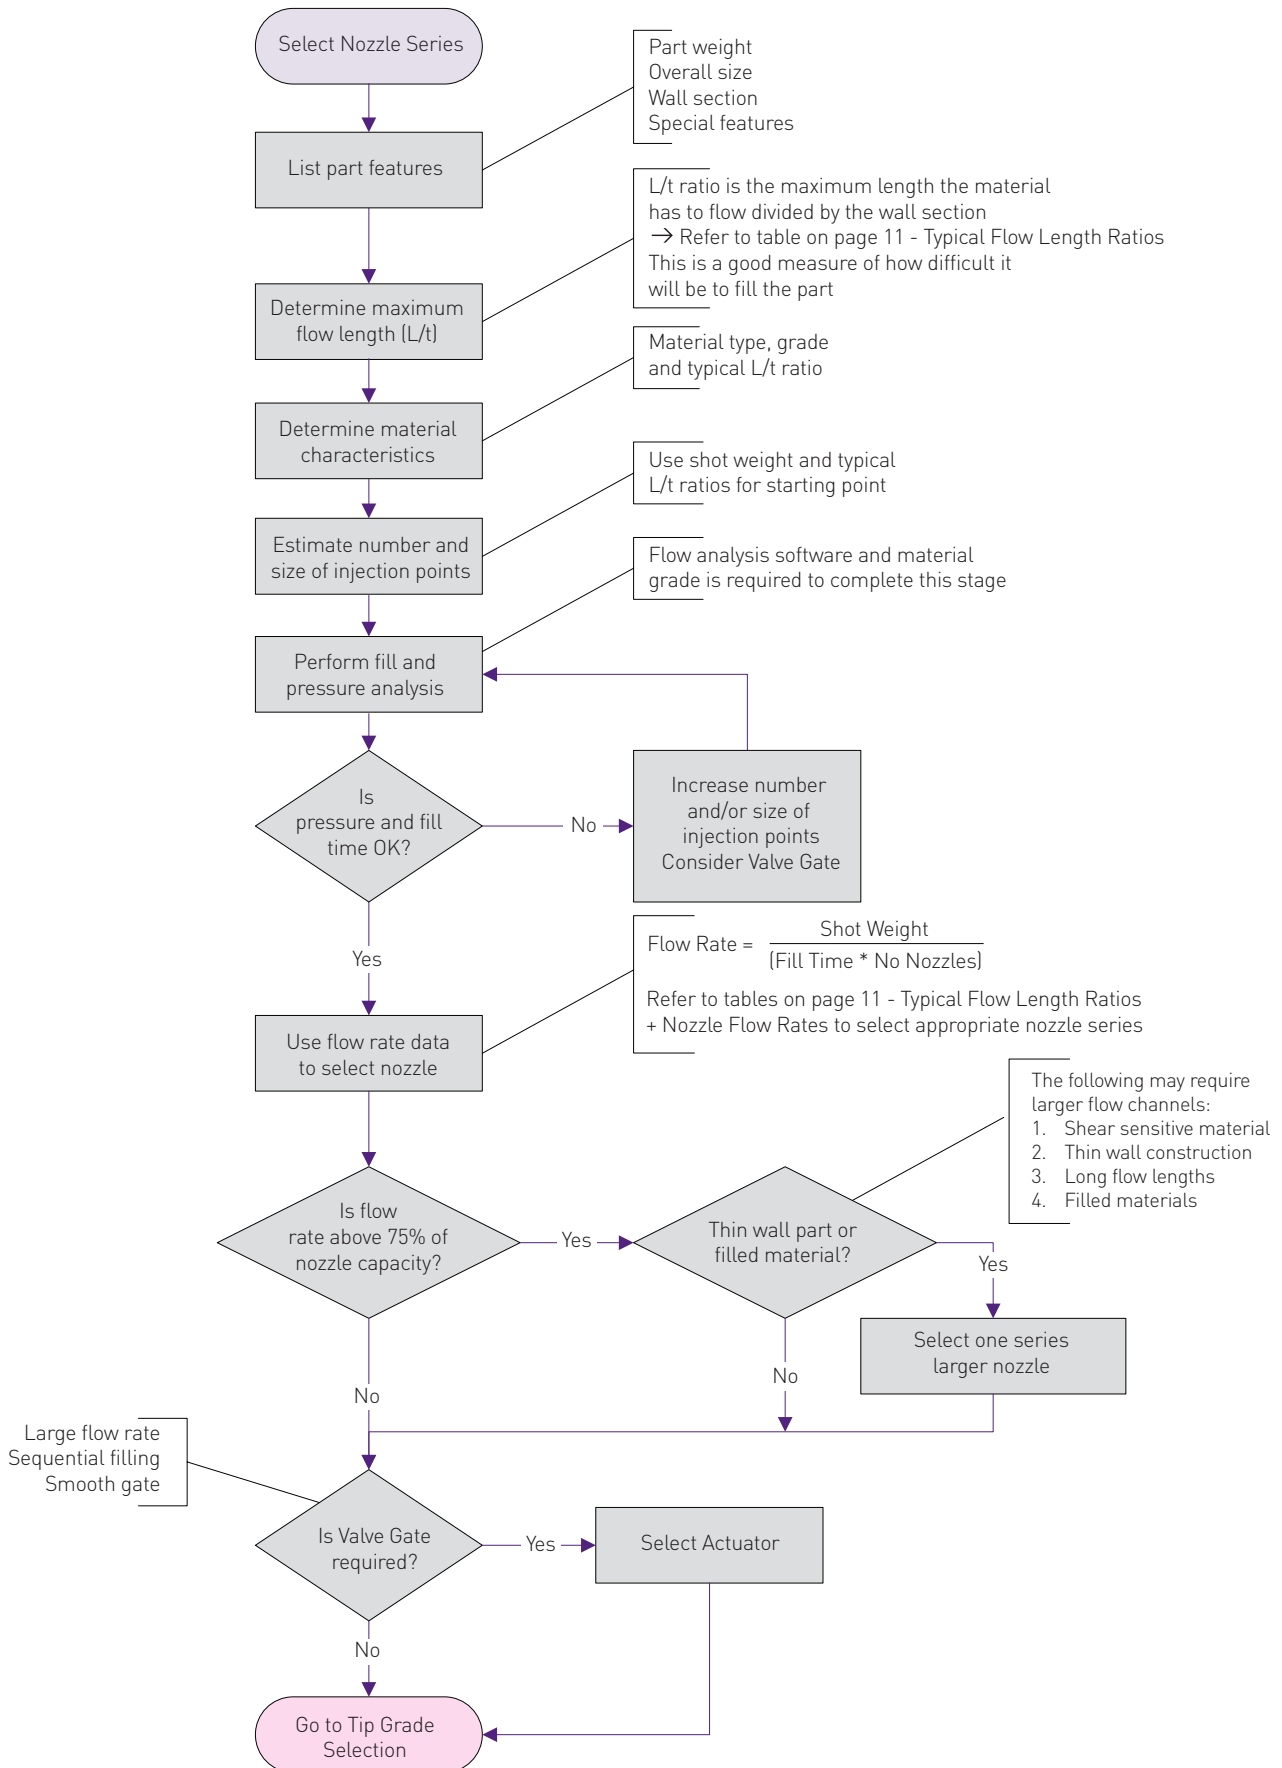 Select Nozzle Series
Part weight
Overall size
Wall section
Special features
List part features
L/t ratio is the maximum length the material
has to flow divided by the wall section
→ Refer to table on page 11 - Typical Flow Length Ratios
This is a good measure of how difficult it
will be to fill the part
Determine maximum
flow length (L/t)
Material type, grade
and typical L/t ratio
Determine material
characteristics
Use shot weight and typical
L/t ratios for starting point
Estimate number and
size of injection points
Flow analysis software and material
grade is required to complete this stage
Perform fill and
pressure analysis
Is
pressure and fill
time OK?
No
Increase number
and/or size of
injection points
Consider Valve Gate
Yes
Flow Rate = Shot Weight
(Fill Time * No Nozzles)
Refer to tables on page 11 - Typical Flow Length Ratios
+ Nozzle Flow Rates to select appropriate nozzle series
Use flow rate data
to select nozzle
The following may require
larger flow channels:
1. Shear sensitive material
2. Thin wall construction
3. Long flow lengths
4. Filled materials
Is flow
rate above 75% of
nozzle capacity?
Yes
Thin wall part or
filled material?
Yes
Select one series
larger nozzle
No
No
Large flow rate
Sequential filling
Smooth gate
Is Valve Gate
required?
Yes
Select Actuator
No
Go to Tip Grade
Selection